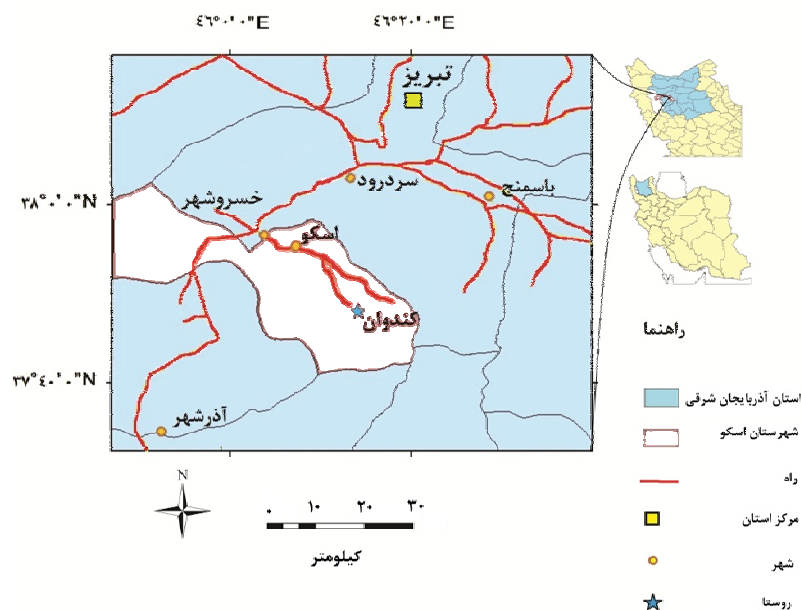 ۴۶°۰'۰"E ۴۶°۲۰'۰"E
تبریز
سردرود
باسمنج
خسروشهر
۳۸°۰'۰"N
اسکو
کندوان
۳۷°۴۰'۰"N
آذرشهر
N
۰ ۱۰ ۲۰ ۳۰
کیلومتر
راهنما
استان آذربایجان شرقی
شهرستان اسکو
راه
مرکز استان
شهر
روستا